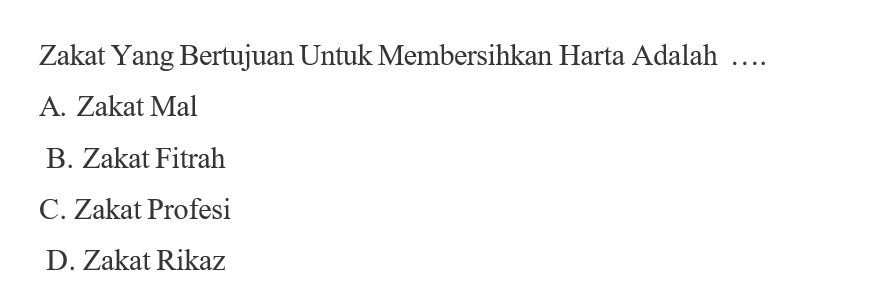 Zakat Yang Bertujuan Untuk Membersihkan Harta Adalah ….
A. Zakat Mal
B. Zakat Fitrah
C. Zakat Profesi
D. Zakat Rikaz